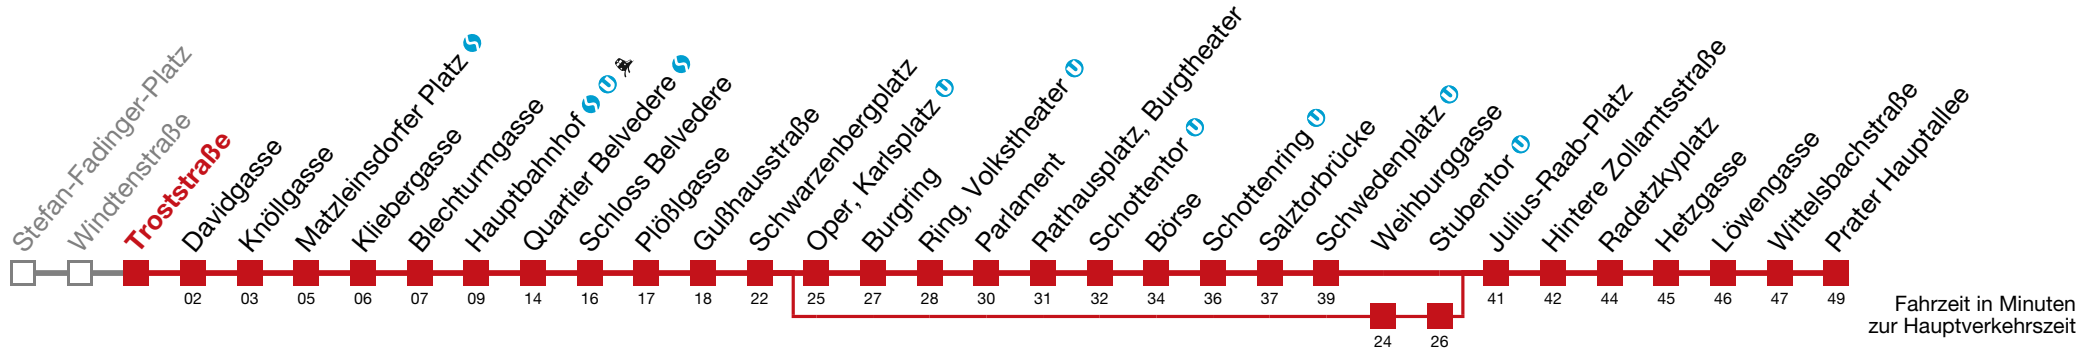 Stefan-Fadinger-Platz
Windtenstraße
Troststraße
Davidgasse
Knöllgasse
Matzleinsdorfer Platz
Kliebergasse
Blechturmgasse
Hauptbahnhof
Quartier Belvedere
Schloss Belvedere
Plößlgasse
Gußhausstraße
Schwarzenbergplatz
Oper, Karlsplatz
Burgring
Ring, Volkstheater
Parlament
Rathausplatz, Burgtheater
Schottentor
Börse
Schottenring
Salztorbrücke
Schwedenplatz
Weihburggasse
Stubentor
Julius-Raab-Platz
Hintere Zollamtsstraße
Radetzkyplatz
Hetzgasse
Löwengasse
Wittelsbachstraße
Prater Hauptallee
02 03 05 06 07 09 14 16 17 18 22 25 27 28 30 31 32 34 36 37 39 41 42 44 45 46 47 49
24 26
Fahrzeit in Minuten
zur Hauptverkehrszeit